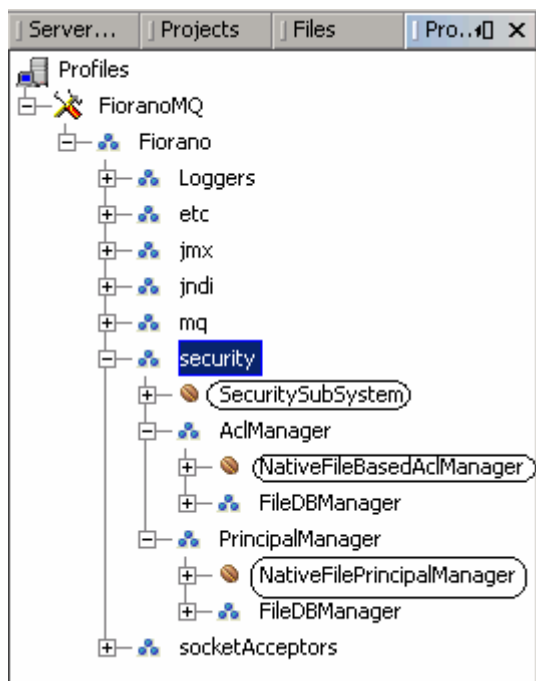 Server... Projects Files Pro..
Profiles
FioranoMQ
Fiorano
Loggers
etc
jmx
jndi
mq
security
SecuritySubSystem
AclManager
NativeFileBasedAclManager
FileDBManager
PrincipalManager
NativeFilePrincipalManager
FileDBManager
socketAcceptors